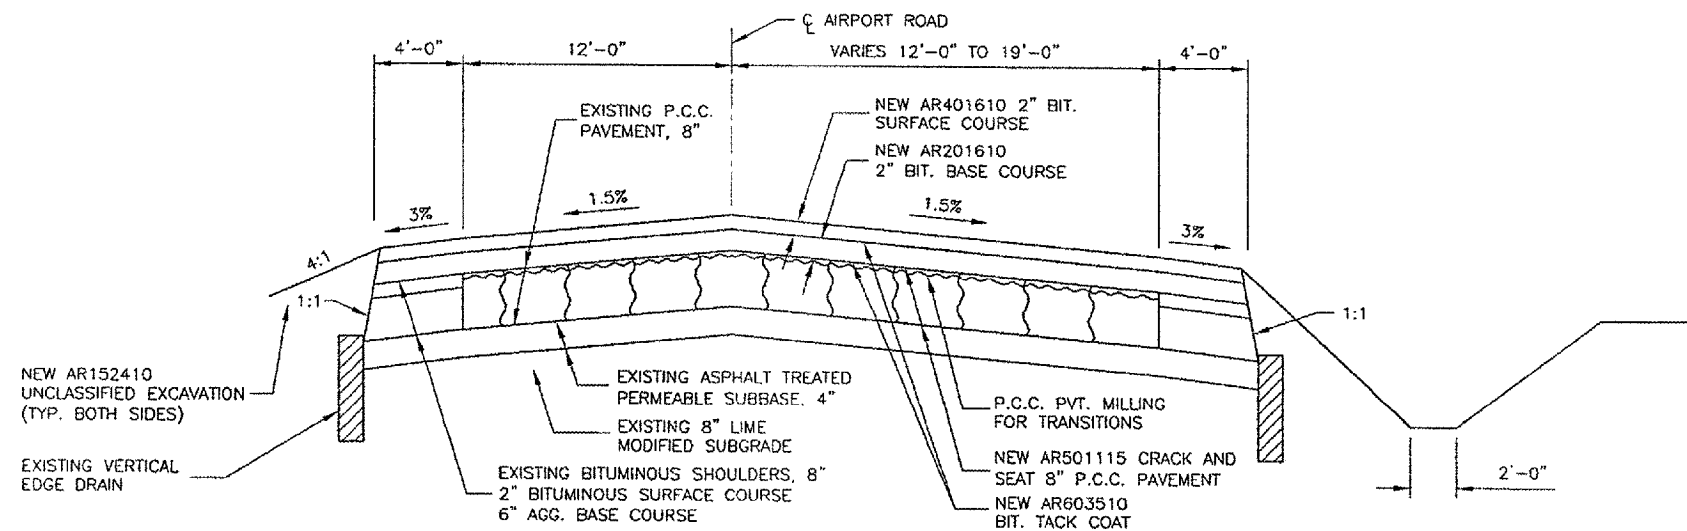 ℄ AIRPORT ROAD
4'-0"
12'-0"
VARIES 12'-0" TO 19'-0"
4'-0"
EXISTING P.C.C.
PAVEMENT, 8"
NEW AR401610 2" BIT.
SURFACE COURSE
NEW AR201610
2" BIT. BASE COURSE
3%
1.5%
1.5%
3%
4:1
1:1
1:1
NEW AR152410
UNCLASSIFIED EXCAVATION
(TYP. BOTH SIDES)
EXISTING VERTICAL
EDGE DRAIN
EXISTING ASPHALT TREATED
PERMEABLE SUBBASE, 4"
EXISTING 8" LIME
MODIFIED SUBGRADE
EXISTING BITUMINOUS SHOULDERS, 8"
2" BITUMINOUS SURFACE COURSE
6" AGG. BASE COURSE
P.C.C. PVT. MILLING
FOR TRANSITIONS
NEW AR501115 CRACK AND
SEAT 8" P.C.C. PAVEMENT
NEW AR603510
BIT. TACK COAT
2'-0"